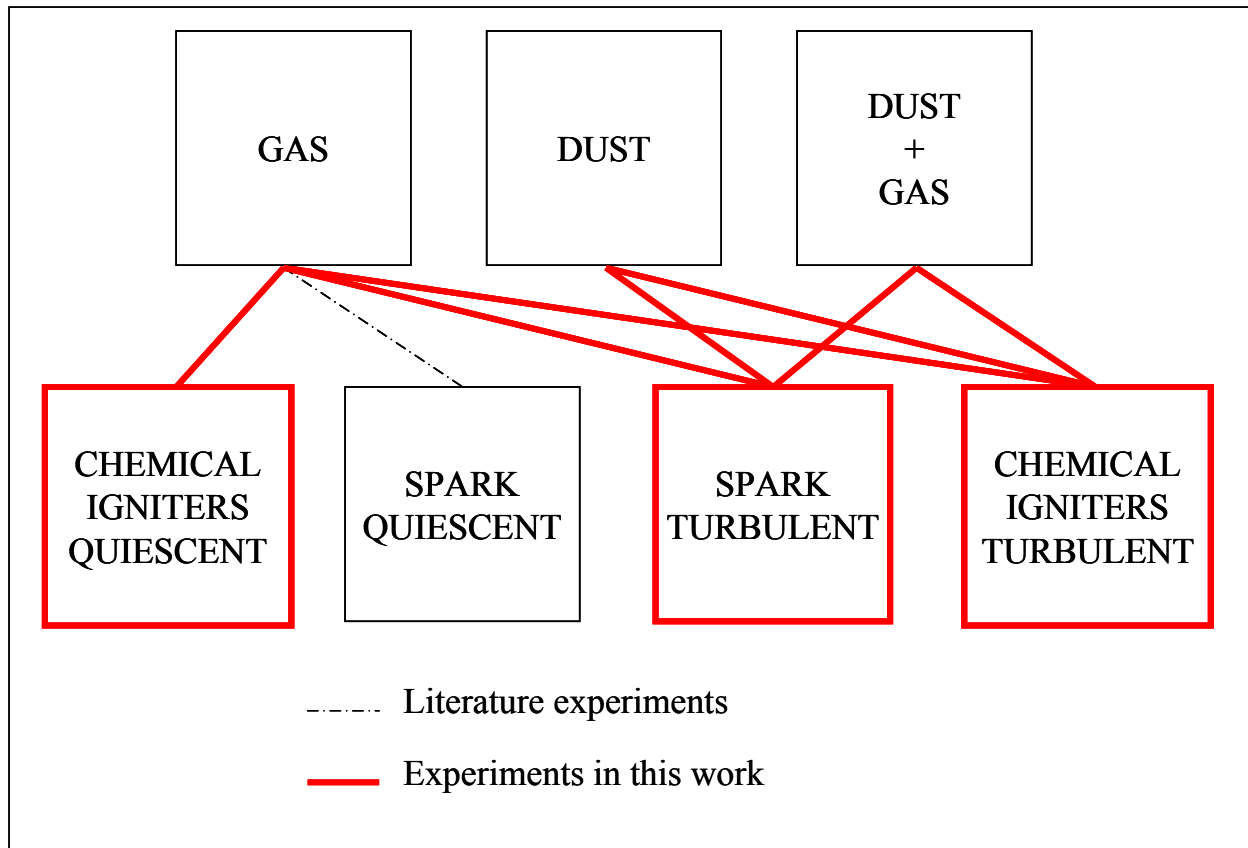 GAS
DUST
DUST
+
GAS
CHEMICAL
IGNITERS
QUIESCENT
SPARK
QUIESCENT
SPARK
TURBULENT
CHEMICAL
IGNITERS
TURBULENT
Literature experiments
Experiments in this work